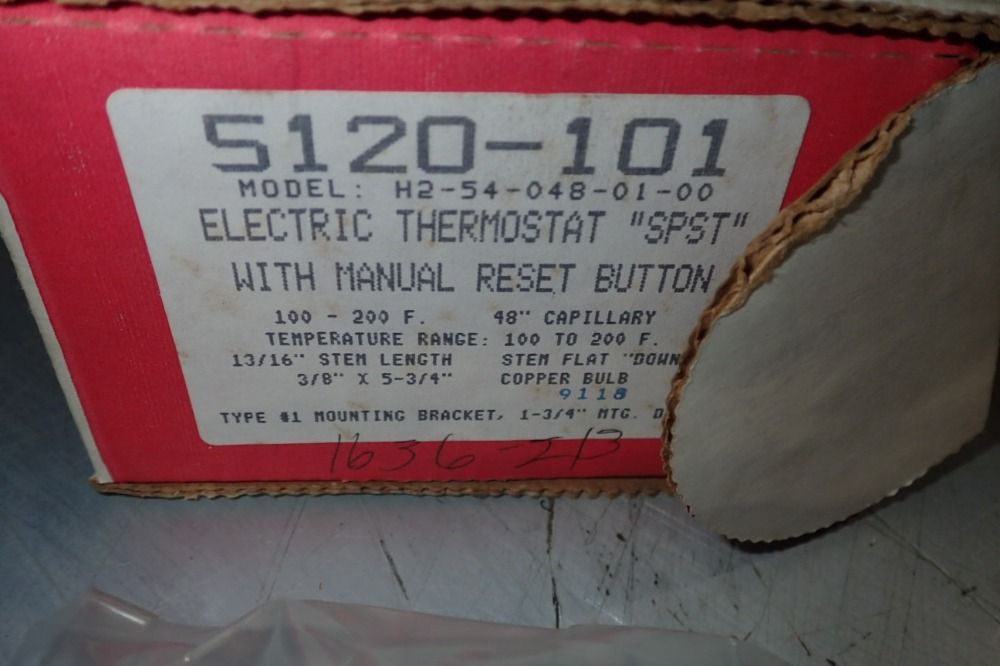 5120-101
MODEL: H2-54-048-01-00
ELECTRIC THERMOSTAT "SPST"
WITH MANUAL RESET BUTTON
100 - 200 F. 48" CAPILLARY
TEMPERATURE RANGE: 100 TO 200 F.
13/16" STEM LENGTH STEM FLAT "DOWN
3/8" X 5-3/4" COPPER BULB
9118
TYPE #1 MOUNTING BRACKET, 1-3/4" MTG.
1636